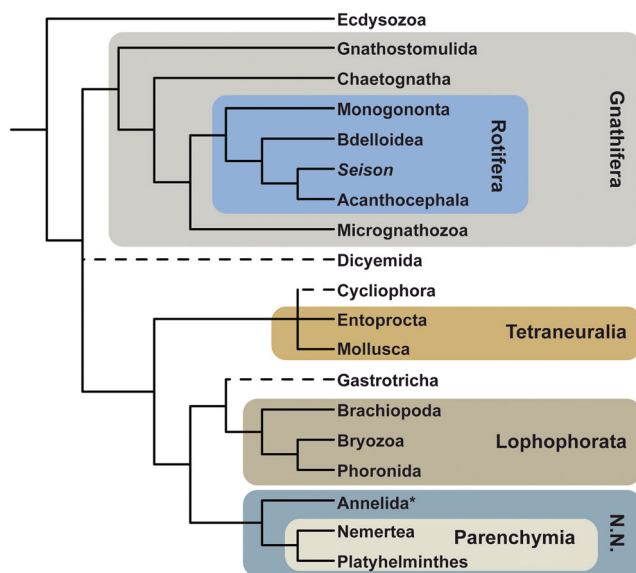 Ecdysozoa
Gnathostomulida
Chaetognatha
Monogononta
Bdelloidea
Seison
Acanthocephala
Micrognathozoa
Rotifera
Gnathifera
Dicyemida
Cycliophora
Entoprocta
Mollusca
Tetraneuralia
Gastrotricha
Brachiopoda
Bryozoa
Phoronida
Lophophorata
Annelida*
Nemertea
Platyhelminthes
Parenchymia
N.N.